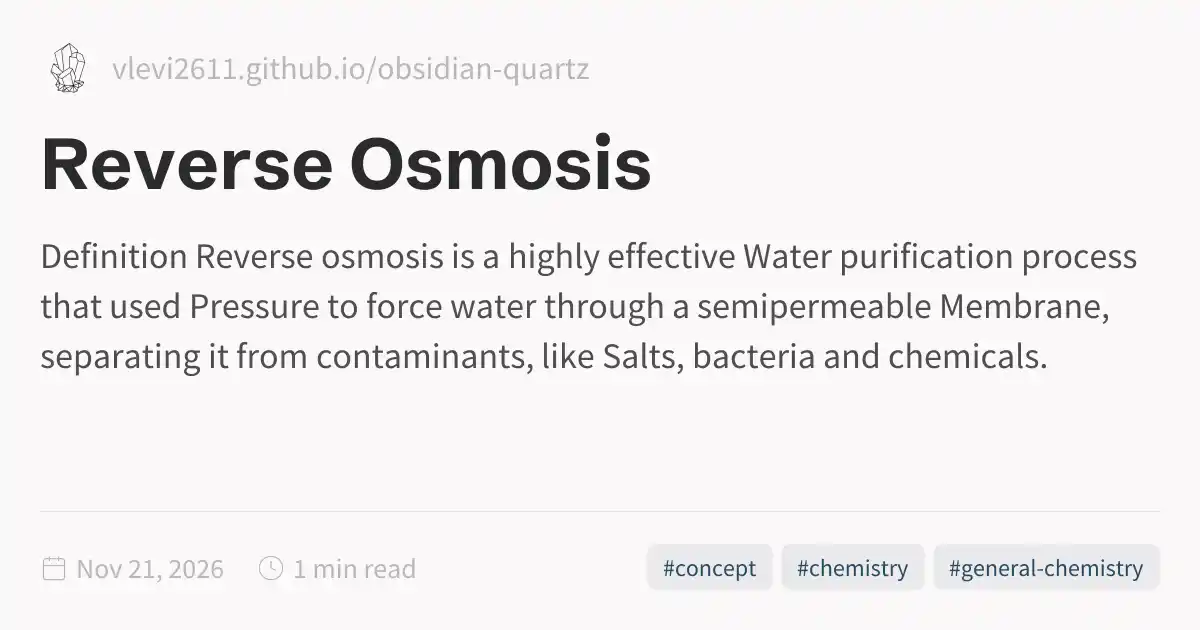 vlevi2611.github.io/obsidian-quartz
Reverse Osmosis
Definition Reverse osmosis is a highly effective Water purification process
that used Pressure to force water through a semipermeable Membrane,
separating it from contaminants, like Salts, bacteria and chemicals.
Nov 21, 2026 1 min read #concept #chemistry #general-chemistry